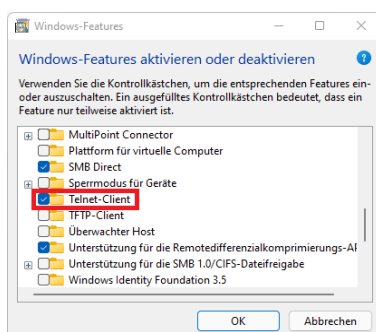 Windows-Features
Windows-Features aktivieren oder deaktivieren
Verwenden Sie die Kontrollkästchen, um die entsprechenden Features ein-
oder auszuschalten. Ein ausgefülltes Kontrollkästchen bedeutet, dass ein
Feature nur teilweise aktiviert ist.
MultiPoint Connector
Plattform für virtuelle Computer
SMB Direct
Sperrmodus für Geräte
Telnet-Client
TFTP-Client
Überwachter Host
Unterstützung für die Remotedifferenzialkomprimierungs-AP
Unterstützung für die SMB 1.0/CIFS-Dateifreigabe
Windows Identity Foundation 3.5
OK
Abbrechen